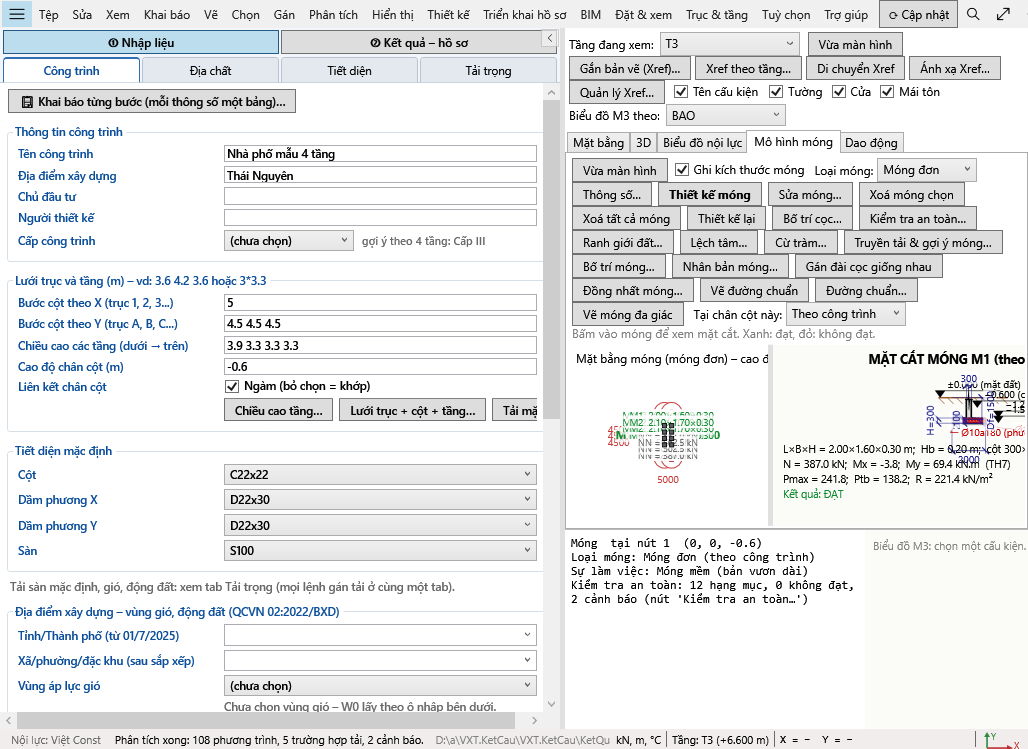 Tệp Sửa Xem Khai báo Vẽ Chọn Gán Phân tích Hiển thị Thiết kế Triển khai hồ sơ BIM Đặt & xem Trục & tầng Tuỳ chọn Trợ giúp ⟳ Cập nhật
① Nhập liệu
② Kết quả – hồ sơ
Công trình Địa chất Tiết diện Tải trọng
Khai báo từng bước (mỗi thông số một bảng)...
Thông tin công trình
Tên công trình Nhà phố mẫu 4 tầng
Địa điểm xây dựng Thái Nguyên
Chủ đầu tư
Người thiết kế
Cấp công trình (chưa chọn) gợi ý theo 4 tầng: Cấp III
Lưới trục và tầng (m) – vd: 3.6 4.2 3.6 hoặc 3*3.3
Bước cột theo X (trục 1, 2, 3...) 5
Bước cột theo Y (trục A, B, C...) 4.5 4.5 4.5
Chiều cao các tầng (dưới → trên) 3.9 3.3 3.3 3.3
Cao độ chân cột (m) -0.6
Liên kết chân cột Ngàm (bỏ chọn = khớp)
Chiều cao tầng... Lưới trục + cột + tầng... Tải mặ
Tiết diện mặc định
Cột C22x22
Dầm phương X D22x30
Dầm phương Y D22x30
Sàn S100
Tải sàn mặc định, gió, động đất: xem tab Tải trọng (mọi lệnh gán tải ở cùng một tab).
Địa điểm xây dựng – vùng gió, động đất (QCVN 02:2022/BXD)
Tỉnh/Thành phố (từ 01/7/2025)
Xã/phường/đặc khu (sau sắp xếp)
Vùng áp lực gió (chưa chọn)
Chưa chọn vùng gió – W0 lấy theo ô nhập bên dưới.
Tầng đang xem: T3 Vừa màn hình
Gắn bản vẽ (Xref)... Xref theo tầng... Di chuyển Xref Ánh xạ Xref...
Quản lý Xref... Tên cấu kiện Tường Cửa Mái tôn
Biểu đồ M3 theo: BAO
Mặt bằng 3D Biểu đồ nội lực Mô hình móng Dao động
Vừa màn hình Ghi kích thước móng Loại móng: Móng đơn
Thông số... Thiết kế móng Sửa móng... Xoá móng chọn
Xoá tất cả móng Thiết kế lại Bố trí cọc... Kiểm tra an toàn...
Ranh giới đất... Lệch tâm... Cừ tràm... Truyền tải & gợi ý móng...
Bố trí móng... Nhân bản móng... Gán đài cọc giống nhau
Đồng nhất móng... Vẽ đường chuẩn Đường chuẩn...
Vẽ móng đa giác Tại chân cột này: Theo công trình
Bấm vào móng để xem mặt cắt. Xanh: đạt, đỏ: không đạt.
Mặt bằng móng (móng đơn) – cao đ
5000
MẶT CẮT MÓNG M1 (theo
300
±0.000 (mặt đất)
H=300
Ø10a180 (phư
2000
L×B×H = 2.00×1.60×0.30 m; Hb = 0.20 m; cột 300×
N = 387.0 kN; Mx = -3.8; My = 69.4 kN.m (TH7)
Pmax = 241.8; Ptb = 138.2; R = 221.4 kN/m²
Kết quả: ĐẠT
Móng tại nút 1 (0, 0, -0.6)
Loại móng: Móng đơn (theo công trình)
Sự làm việc: Móng mềm (bản vươn dài)
Kiểm tra an toàn: 12 hạng mục, 0 không đạt,
2 cảnh báo (nút 'Kiểm tra an toàn…')
Biểu đồ M3: chọn một cấu kiện.
Nội lực: Việt Const Phân tích xong: 108 phương trình, 5 trường hợp tải, 2 cảnh báo. D:\a\VXT.KetCau\VXT.KetCau\KetQu kN, m, °C Tầng: T3 (+6.600 m) X = – Y = –
Y
X